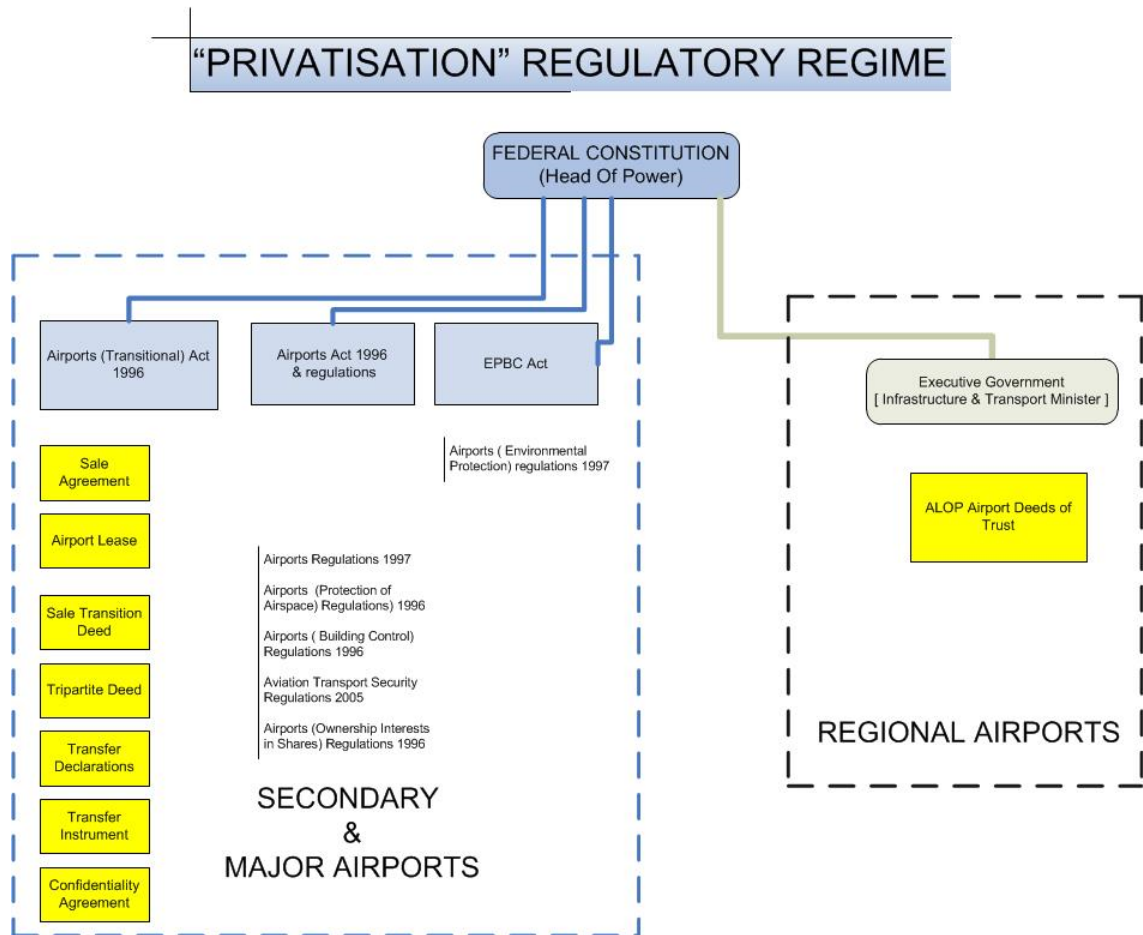 “PRIVATISATION” REGULATORY REGIME
FEDERAL CONSTITUTION
(Head Of Power)
Airports (Transitional) Act
1996
Airports Act 1996
& regulations
EPBC Act
Executive Government
[ Infrastructure & Transport Minister ]
Sale
Agreement
Airport Lease
Sale Transition
Deed
Tripartite Deed
Transfer
Declarations
Transfer
Instrument
Confidentiality
Agreement
Airports ( Environmental
Protection) regulations 1997
Airports Regulations 1997
Airports (Protection of
Airspace) Regulations) 1996
Airports ( Building Control)
Regulations 1996
Aviation Transport Security
Regulations 2005
Airports (Ownership Interests
in Shares) Regulations 1996
SECONDARY
&
MAJOR AIRPORTS
ALOP Airport Deeds of
Trust
REGIONAL AIRPORTS